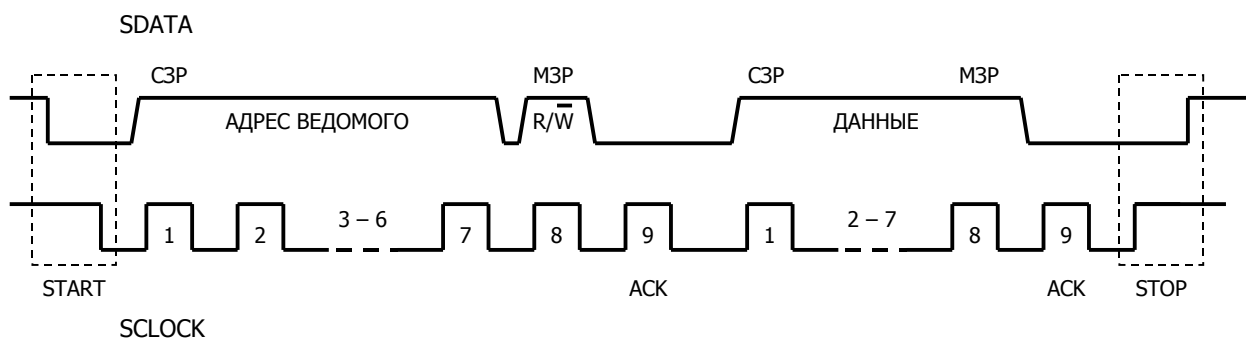 SDATA
СЗР МЗР СЗР МЗР
АДРЕС ВЕДОМОГО R/W̅ ДАННЫЕ
1 2 3 – 6 7 8 9 1 2 – 7 8 9
START ACK ACK STOP
SCLOCK